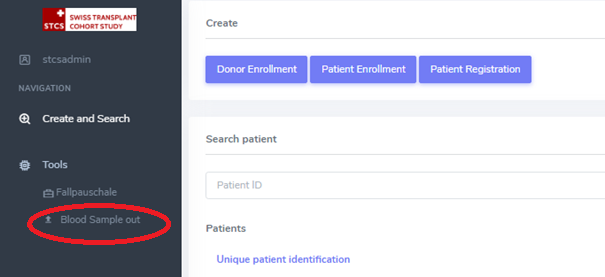 STCS
SWISS TRANSPLANT
COHORT STUDY
stcsadmin
NAVIGATION
Create and Search
Tools
Fallpauschale
Blood Sample out
Create
Donor Enrollment
Patient Enrollment
Patient Registration
Search patient
Patient ID
Patients
Unique patient identification